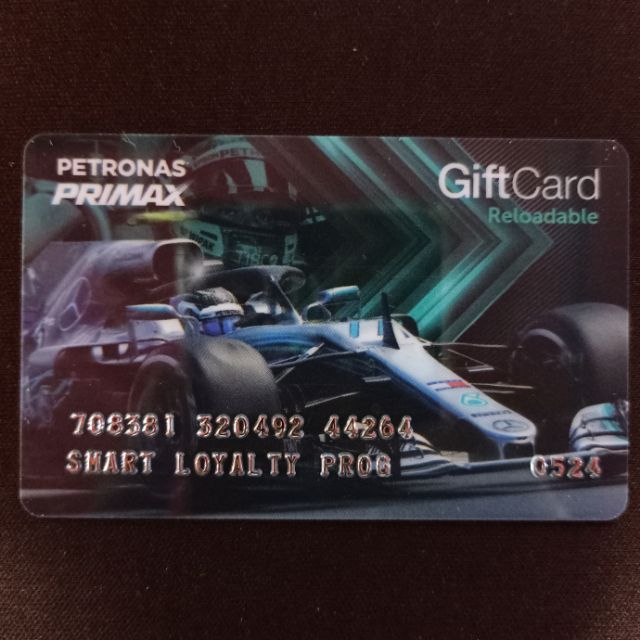 PETRONAS
PRIMAX
GiftCard
Reloadable
708381 320492 44264
SMART LOYALTY PROG 0524